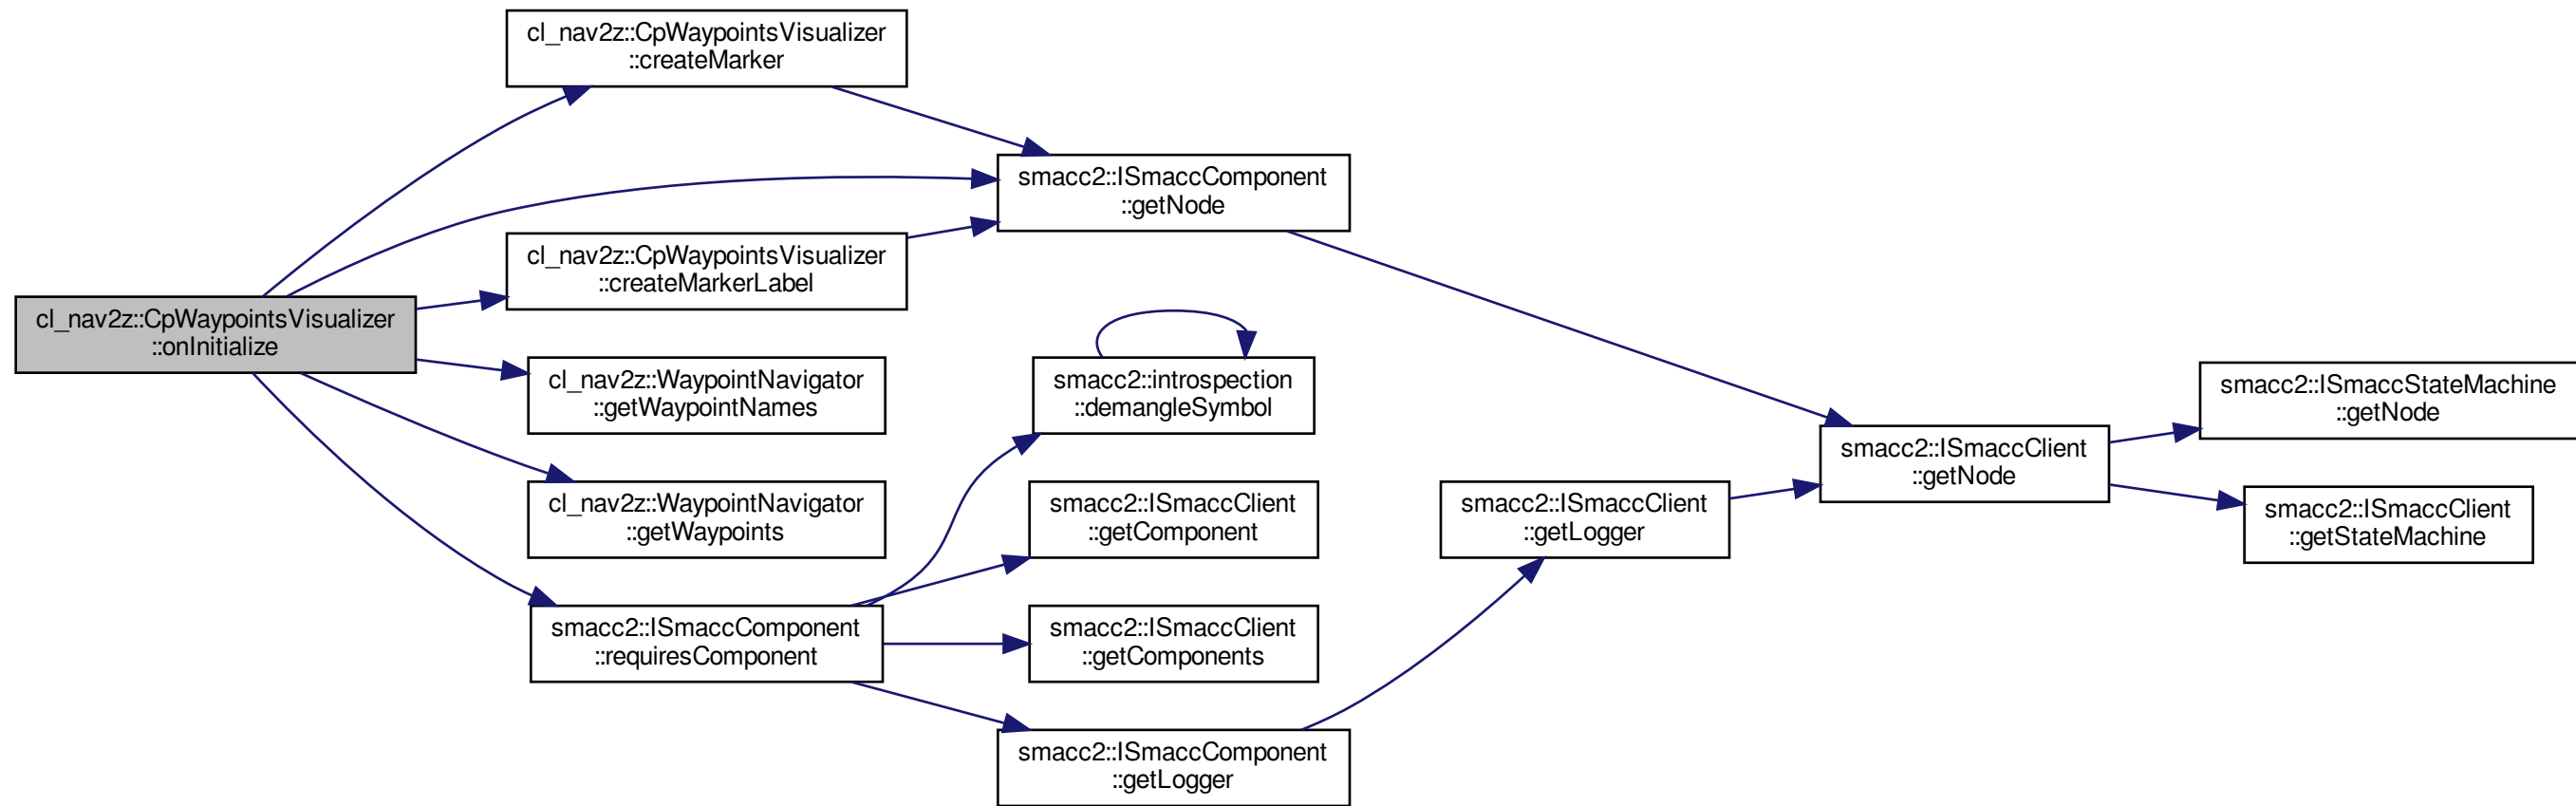 cl_nav2z::CpWaypointsVisualizer
::onInitialize
cl_nav2z::CpWaypointsVisualizer
::createMarker
smacc2::ISmaccComponent
::getNode
cl_nav2z::CpWaypointsVisualizer
::createMarkerLabel
cl_nav2z::WaypointNavigator
::getWaypointNames
cl_nav2z::WaypointNavigator
::getWaypoints
smacc2::ISmaccComponent
::requiresComponent
smacc2::introspection
::demangleSymbol
smacc2::ISmaccClient
::getComponent
smacc2::ISmaccClient
::getComponents
smacc2::ISmaccComponent
::getLogger
smacc2::ISmaccClient
::getLogger
smacc2::ISmaccClient
::getNode
smacc2::ISmaccStateMachine
::getNode
smacc2::ISmaccClient
::getStateMachine